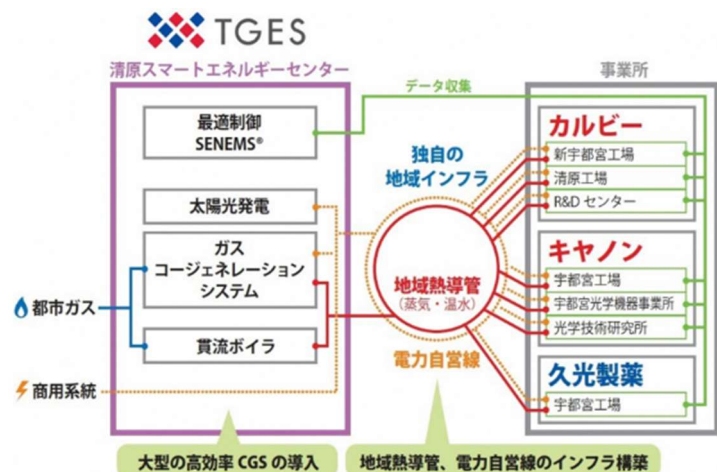 TGES
清原スマートエネルギーセンター
事業所
データ収集
最適制御
SENEMS®
太陽光発電
ガス
コージェネレーション
システム
貫流ボイラ
都市ガス
商用系統
独自の
地域インフラ
地域熱導管
(蒸気・温水)
電力自営線
カルビー
新宇都宮工場
清原工場
R&Dセンター
キヤノン
宇都宮工場
宇都宮光学機器事業所
光学技術研究所
久光製薬
宇都宮工場
大型の高効率CGSの導入
地域熱導管、電力自営線のインフラ構築